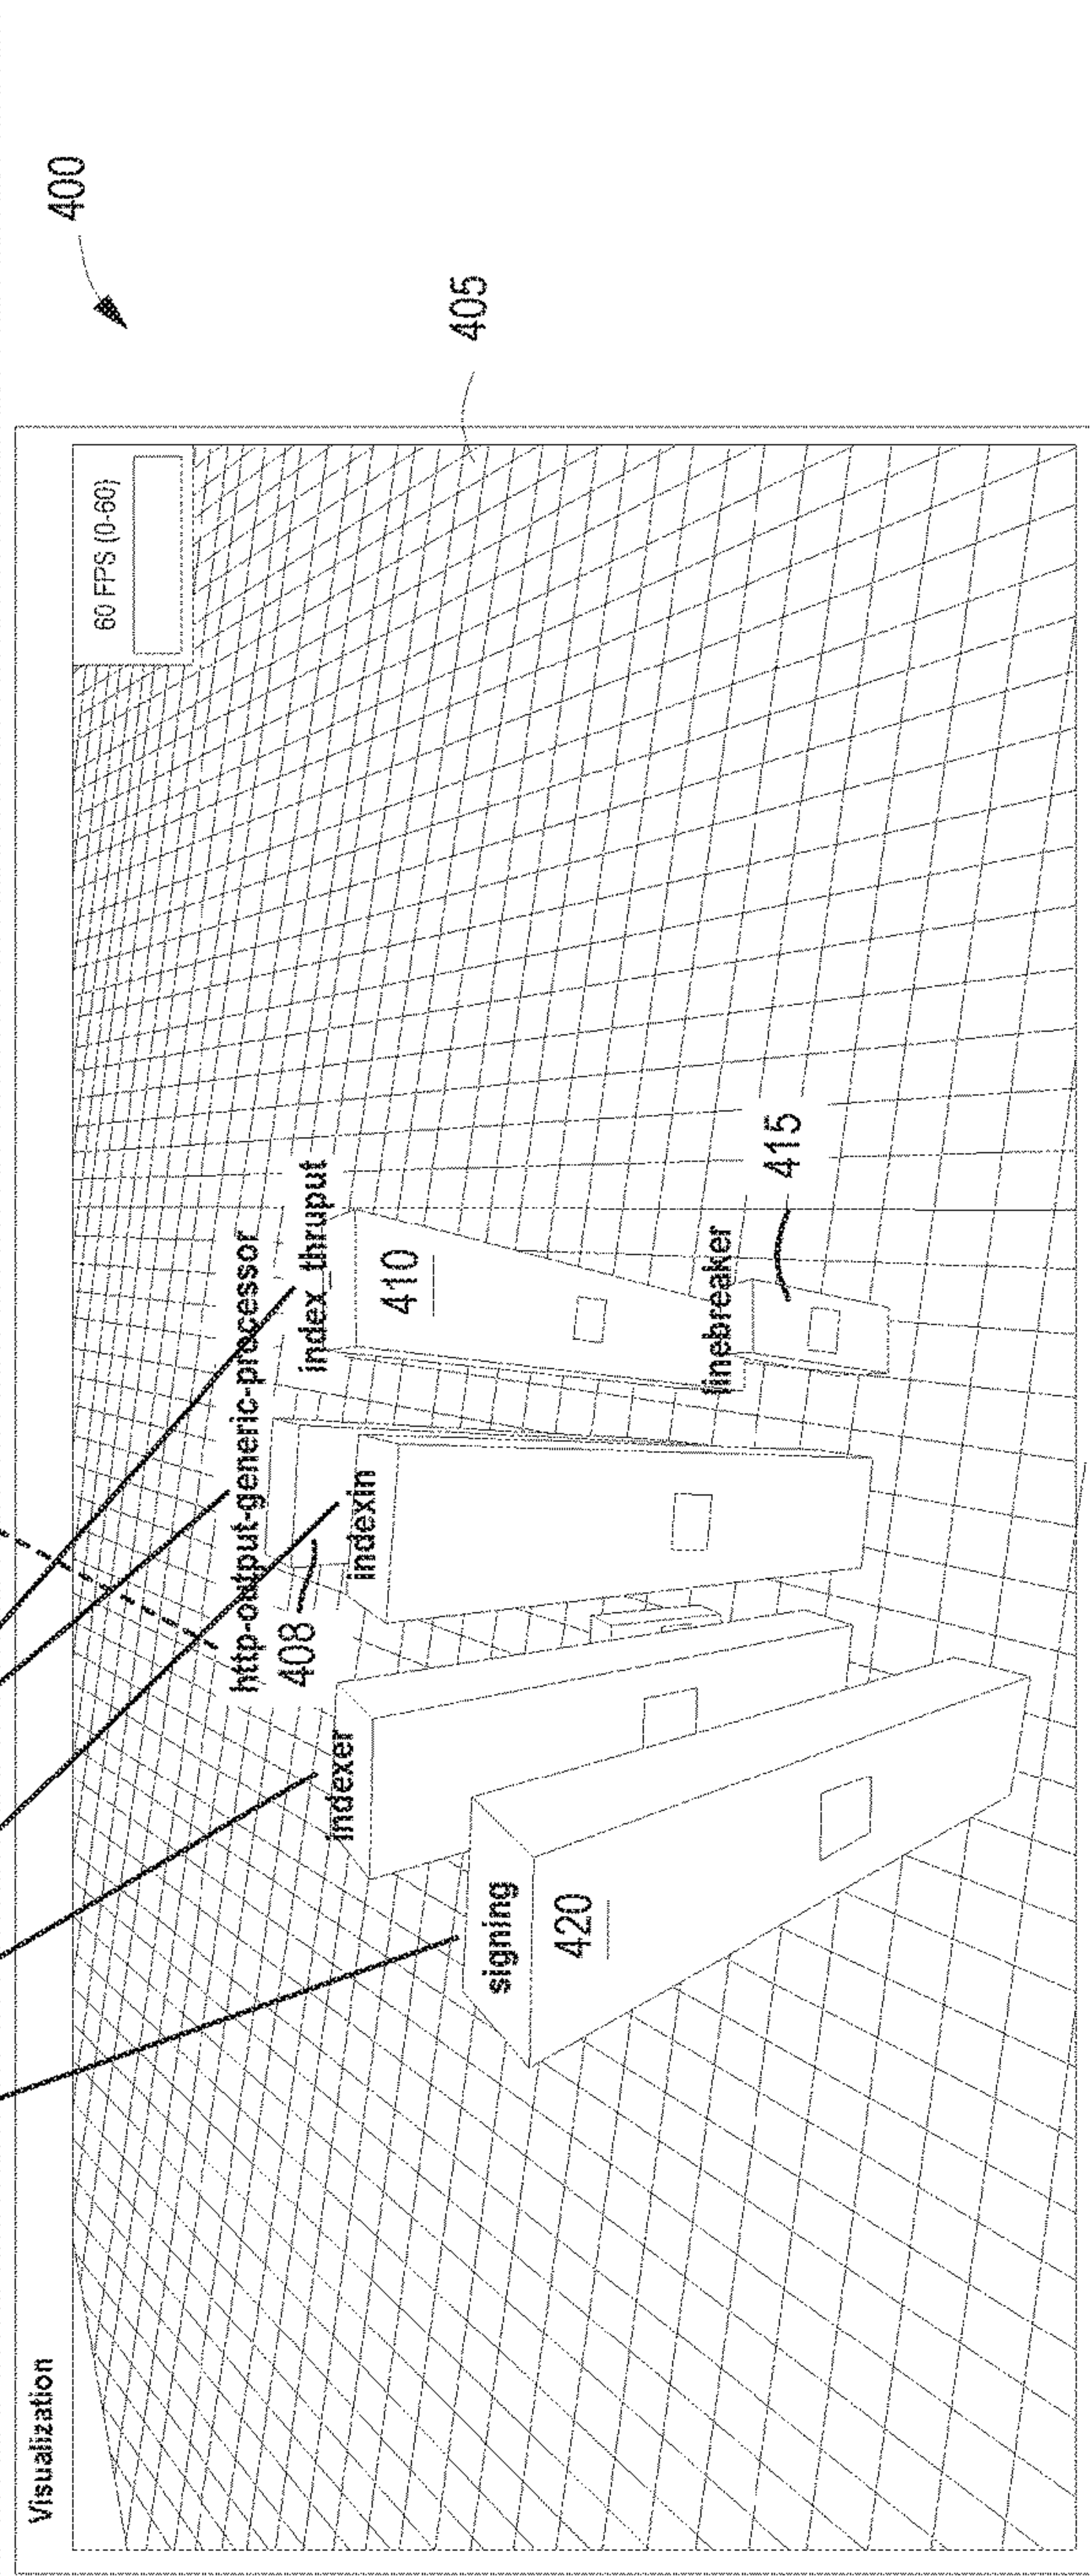 400
Visualization
60 FPS (0-60)
405
http-output-generic-processor
index_thruput
408
indexin
indexer
410
signing
420
linebreaker
415